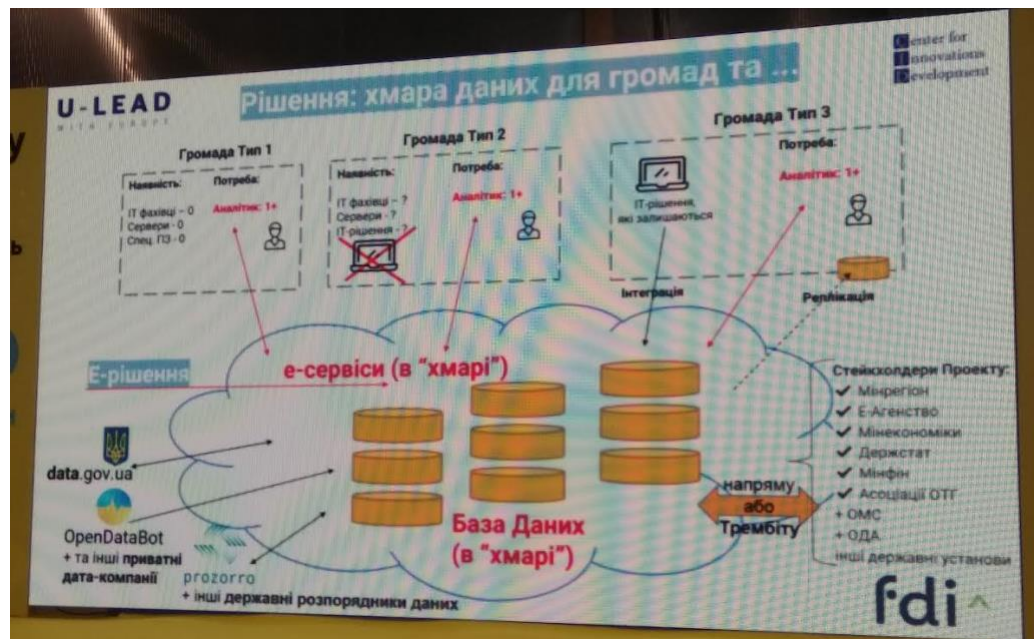 U-LEAD
WITH EUROPE
Рішення: хмара даних для громад та ...
Center for
Innovations
Development
Громада Тип 1
Наявність:
Потреба:
ІТ фахівці – 0
Сервери - 0
Спец. ПЗ - 0
Аналітик: 1+
Громада Тип 2
Наявність:
Потреба:
ІТ фахівці – ?
Сервери - ?
ІТ-рішення - ?
Аналітик: 1+
Громада Тип 3
Потреба:
Аналітик: 1+
ІТ-рішення,
які залишаються
Інтеграція
Реплікація
Е-рішення
е-сервіси (в “хмарі”)
База Даних
(в “хмарі”)
data.gov.ua
OpenDataBot
+ та інші приватні
дата-компанії
prozorro
+ інші державні розпорядники даних
напряму
або
Трембіту
Стейкхолдери Проекту:
✔ Мінрегіон
✔ Е-Агенство
✔ Мінекономіки
✔ Держстат
✔ Мінфін
✔ Асоціації ОТГ
+ ОМС
+ ОДА
інші державні установи
fdi